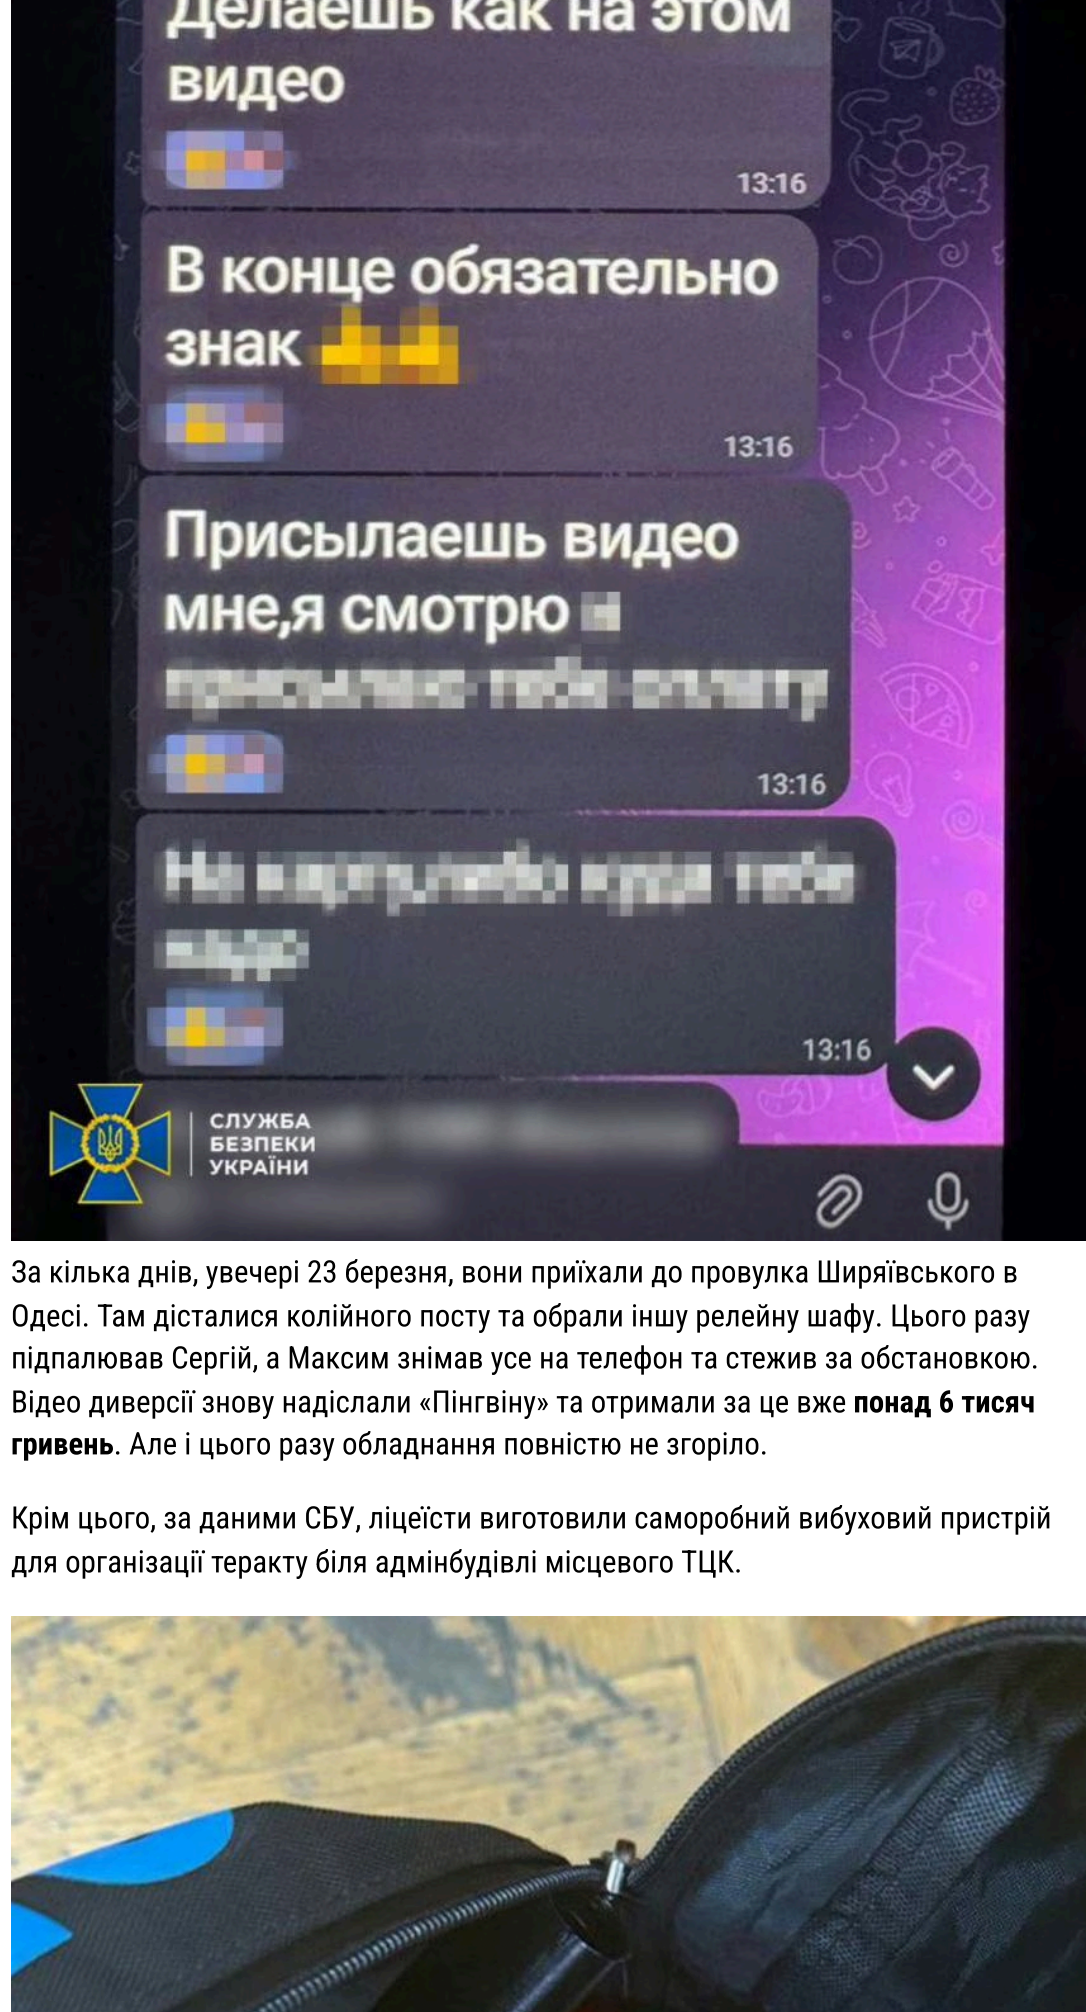 Делаешь как на этом
видео
13:16
В конце обязательно
знак
13:16
Присылаешь видео
мне,я смотрю
13:16
13:16
СЛУЖБА
БЕЗПЕКИ
УКРАЇНИ
За кілька днів, увечері 23 березня, вони приїхали до провулка Ширяївського в
Одесі. Там дісталися колійного посту та обрали іншу релейну шафу. Цього разу
підпалював Сергій, а Максим знімав усе на телефон та стежив за обстановкою.
Відео диверсії знову надіслали «Пінгвіну» та отримали за це вже понад 6 тисяч
гривень. Але і цього разу обладнання повністю не згоріло.
Крім цього, за даними СБУ, ліцеїсти виготовили саморобний вибуховий пристрій
для організації теракту біля адмінбудівлі місцевого ТЦК.